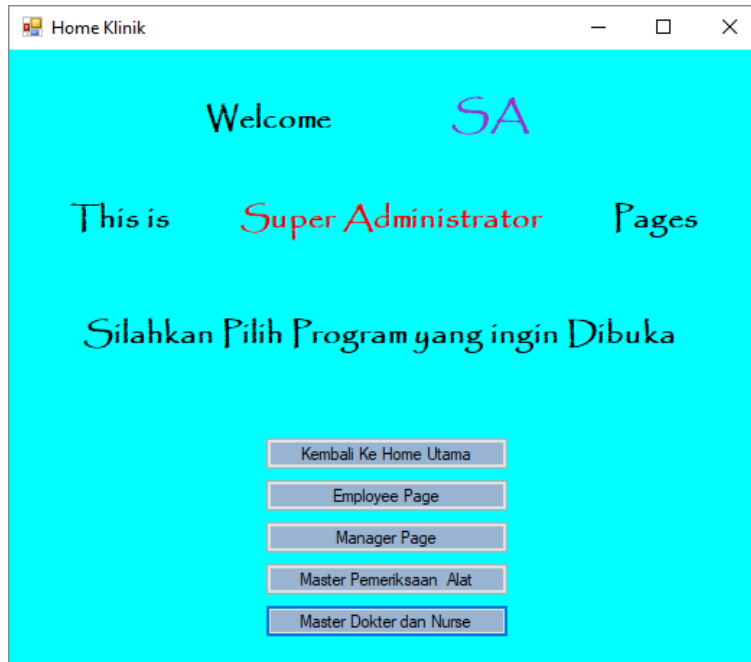 Home Klinik
Welcome SA
This is Super Administrator Pages
Silahkan Pilih Program yang ingin Dibuka
Kembali Ke Home Utama
Employee Page
Manager Page
Master Pemeriksaan Alat
Master Dokter dan Nurse